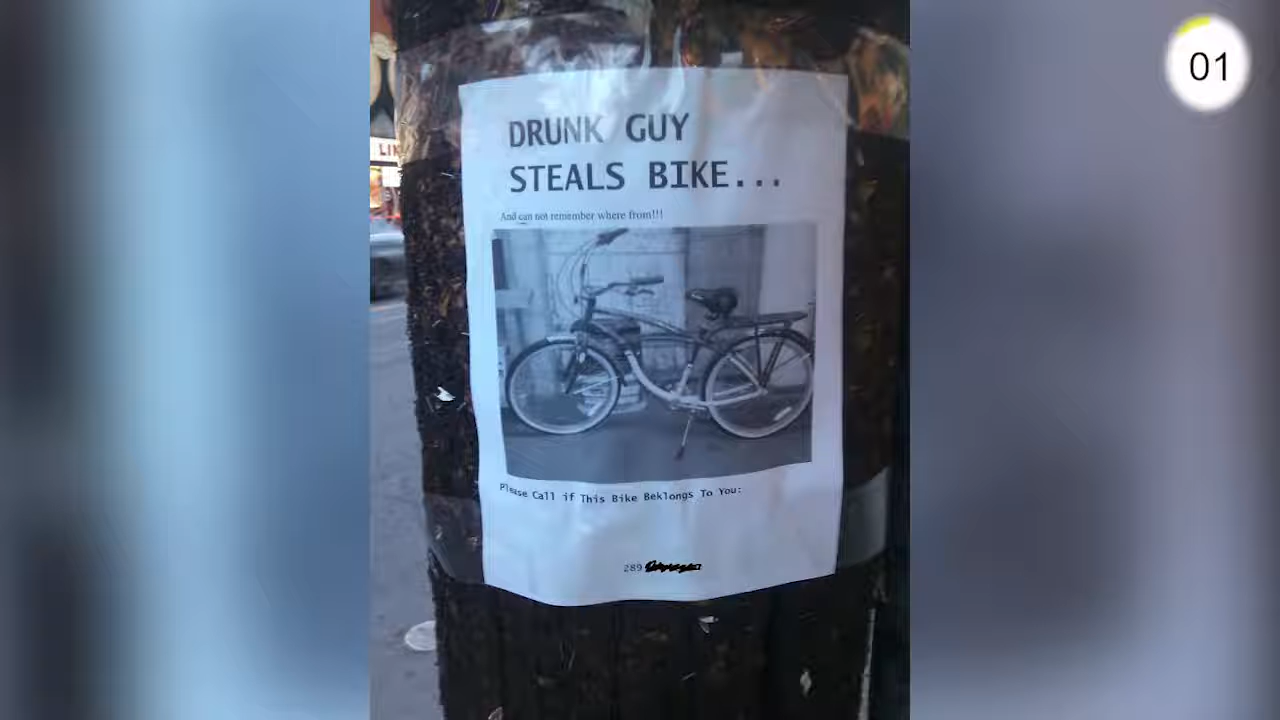 01
LIK
DRUNK GUY
STEALS BIKE...
And can not remember where from!!!
Please Call if This Bike Beklongs To You:
289